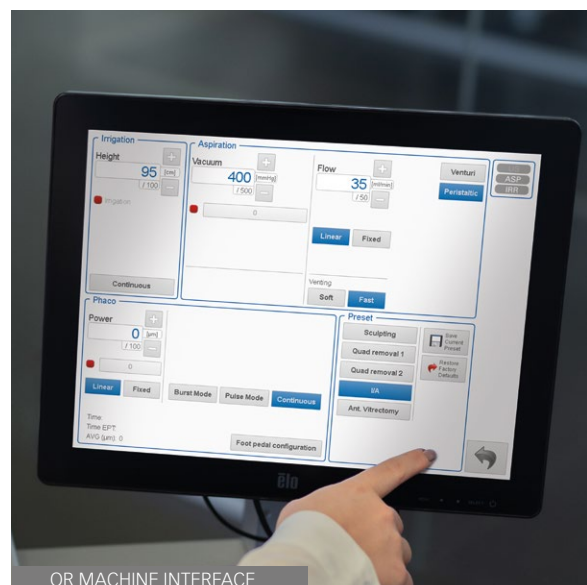 Irrigation
Height
95 [cm]
/ 100
Irrigation
Continuous
Aspiration
Vacuum
400 [mmHg]
/ 500
0
Flow
35 [ml/min]
/ 50
Linear Fixed
Venting
Soft Fast
Venturi
Peristaltic
ASP
IRR
Phaco
Power
0 [µm]
/ 100
0
Linear Fixed
Burst Mode Pulse Mode Continuous
Time
Time EPT
AVG (µm) 0
Foot pedal configuration
Preset
Sculpting
Quad removal 1
Quad removal 2
I/A
Ant. Vitrectomy
Save
Current
Preset
Restore
Factory
Defaults
elo
OR MACHINE INTERFACE